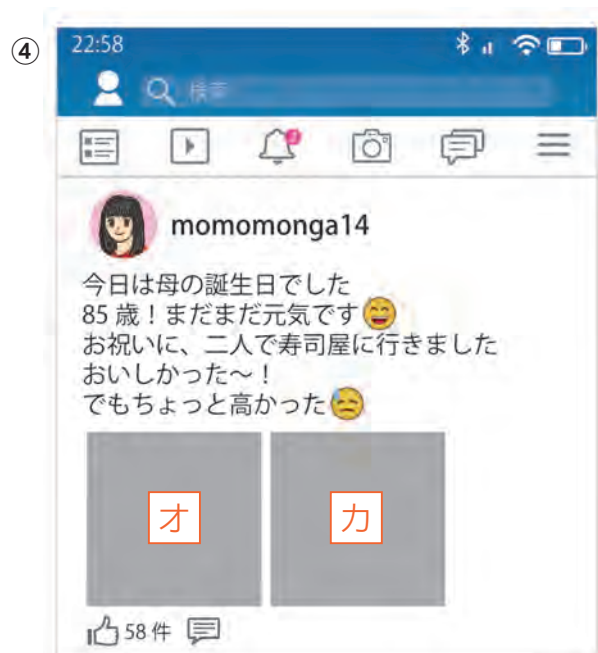 ④
22:58
検索
3
momomonga14
今日は母の誕生日でした
85 歳！まだまだ元気です
お祝いに、二人で寿司屋に行きました
おいしかった～！
でもちょっと高かった
オ カ
58 件